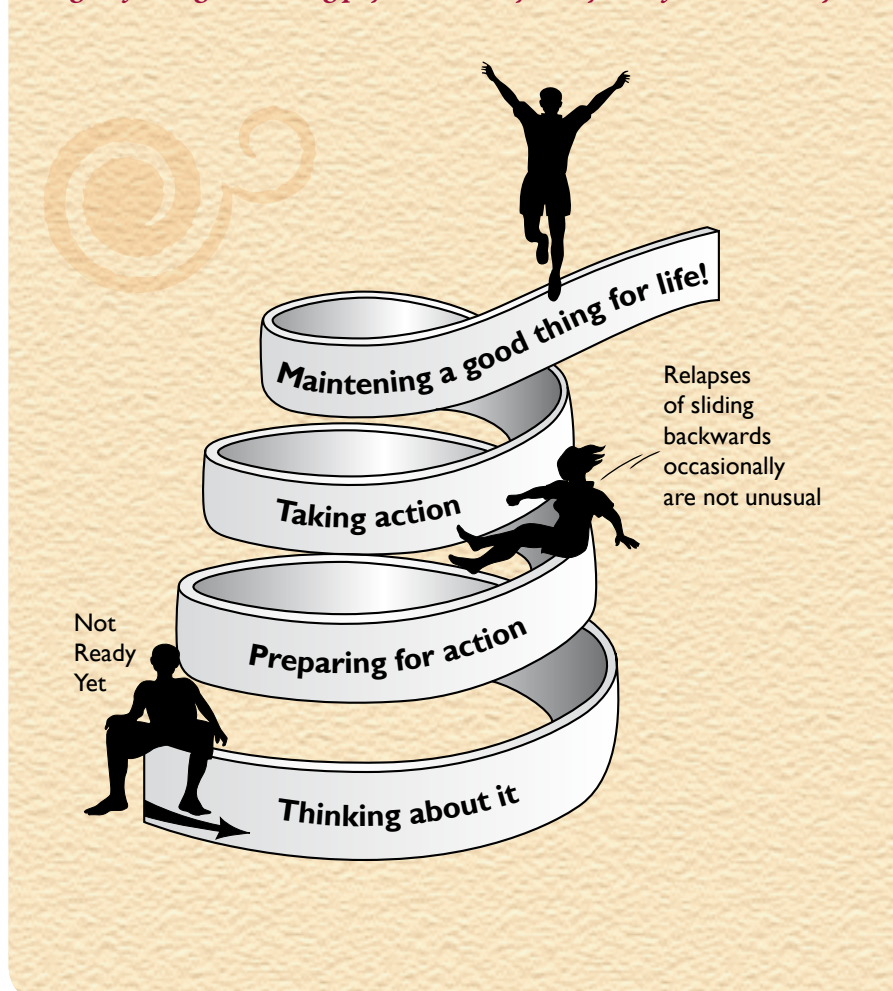 Maintening a good thing for life!
Relapses
of sliding
backwards
occasionally
are not unusual
Taking action
Preparing for action
Not
Ready
Yet
Thinking about it